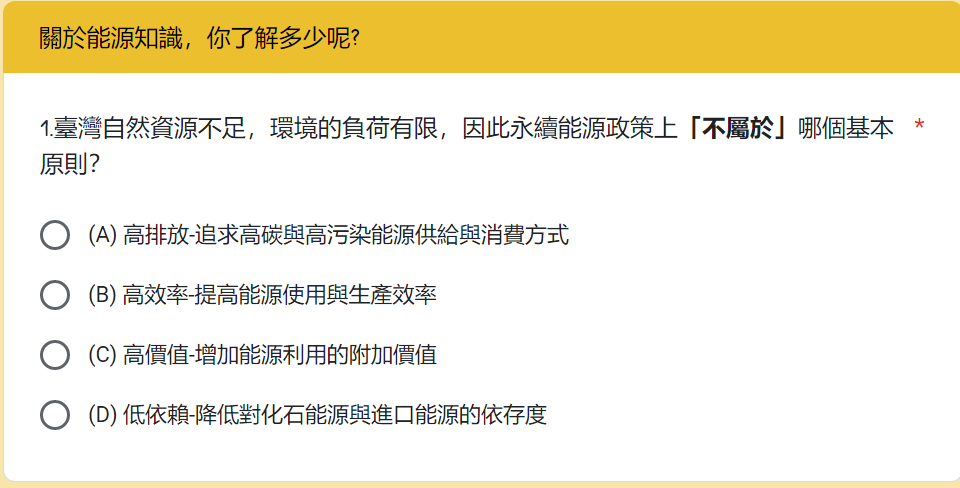 關於能源知識，你了解多少呢?
1.臺灣自然資源不足，環境的負荷有限，因此永續能源政策上「不屬於」哪個基本 *
原則?
(A) 高排放-追求高碳與高污染能源供給與消費方式
(B) 高效率-提高能源使用與生產效率
(C) 高價值-增加能源利用的附加價值
(D) 低依賴-降低對化石能源與進口能源的依存度